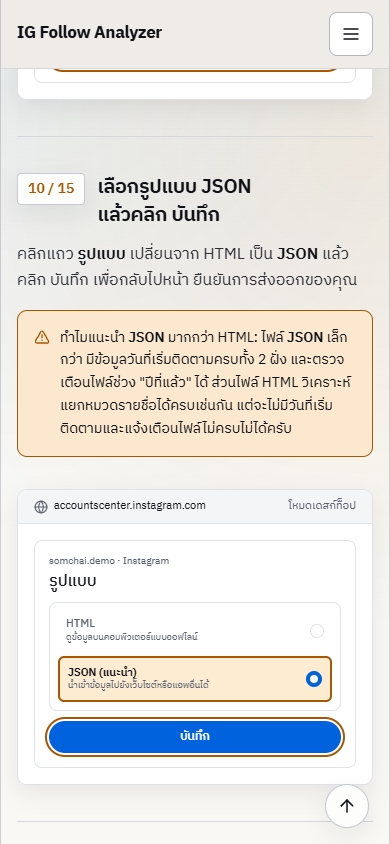 IG Follow Analyzer
10 / 15
เลือกรูปแบบ JSON
แล้วคลิก บันทึก
คลิกแถว รูปแบบ เปลี่ยนจาก HTML เป็น JSON แล้ว
คลิก บันทึก เพื่อกลับไปหน้า ยืนยันการส่งออกของคุณ
ทำไมแนะนำ JSON มากกว่า HTML: ไฟล์ JSON เล็ก
กว่า มีข้อมูลวันที่เริ่มติดตามครบทั้ง 2 ฝั่ง และตรวจ
เตือนไฟล์ช่วง "ปีที่แล้ว" ได้ ส่วนไฟล์ HTML วิเคราะห์
แยกหมวดรายชื่อได้ครบเช่นกัน แต่จะไม่มีวันที่เริ่ม
ติดตามและแจ้งเตือนไฟล์ไม่ครบไม่ได้ครับ
accountscenter.instagram.com
โหมดเดสก์ท็อป
somchai.demo · Instagram
รูปแบบ
HTML
ดูข้อมูลบนคอมพิวเตอร์แบบออฟไลน์
JSON (แนะนำ)
นำเข้าข้อมูลไปยังเว็บไซต์หรือแอพอื่นได้
บันทึก